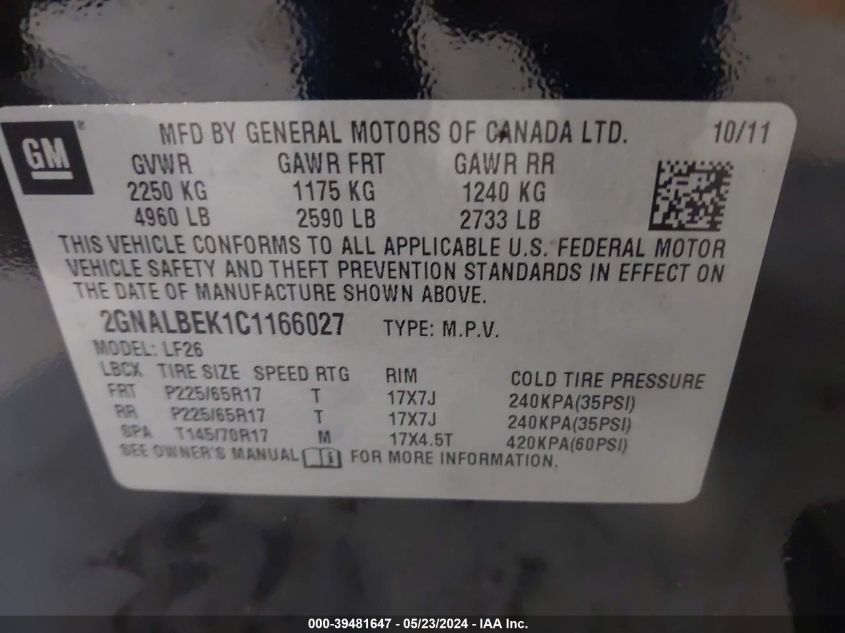 GM ®
MFD BY GENERAL MOTORS OF CANADA LTD. 10/11
GVWR GAWR FRT GAWR RR
2250 KG 1175 KG 1240 KG
4960 LB 2590 LB 2733 LB
THIS VEHICLE CONFORMS TO ALL APPLICABLE U.S. FEDERAL MOTOR
VEHICLE SAFETY AND THEFT PREVENTION STANDARDS IN EFFECT ON
THE DATE OF MANUFACTURE SHOWN ABOVE.
2GNALBEK1C1166027 TYPE: M.P.V.
MODEL: LF26
LBCX TIRE SIZE SPEED RTG RIM COLD TIRE PRESSURE
FRT P225/65R17 T 17X7J 240KPA(35PSI)
RR P225/65R17 T 17X7J 240KPA(35PSI)
SPA T145/70R17 M 17X4.5T 420KPA(60PSI)
SEE OWNER'S MANUAL FOR MORE INFORMATION.
000-39481647 - 05/23/2024 - IAA Inc.